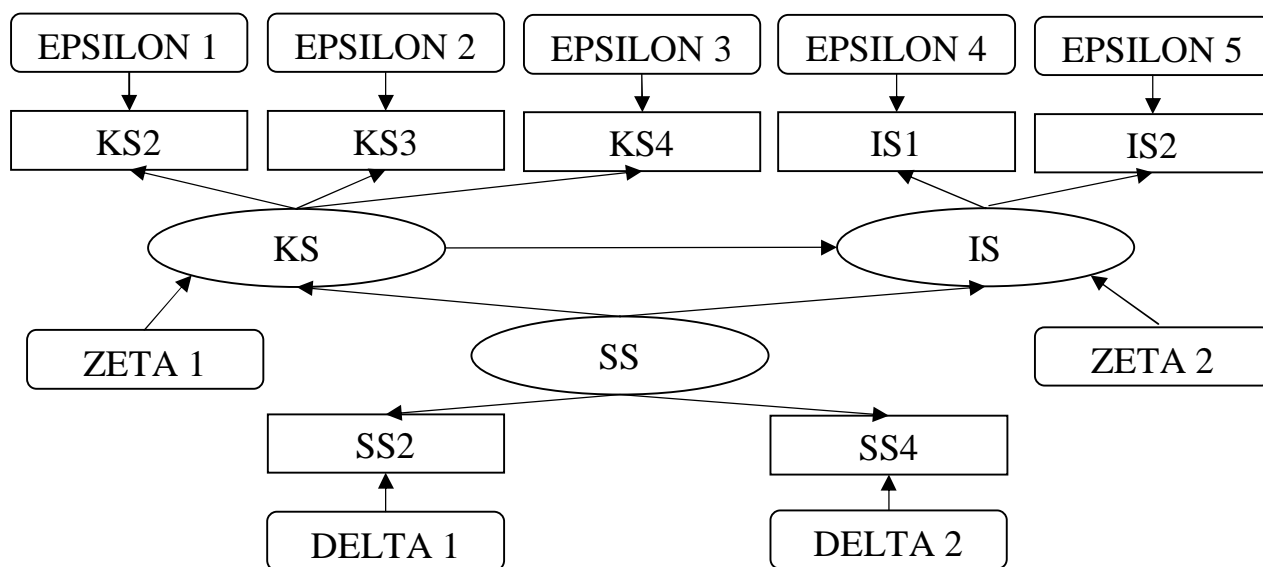 EPSILON 1
EPSILON 2
EPSILON 3
EPSILON 4
EPSILON 5
KS2
KS3
KS4
IS1
IS2
KS
IS
ZETA 1
SS
ZETA 2
SS2
SS4
DELTA 1
DELTA 2